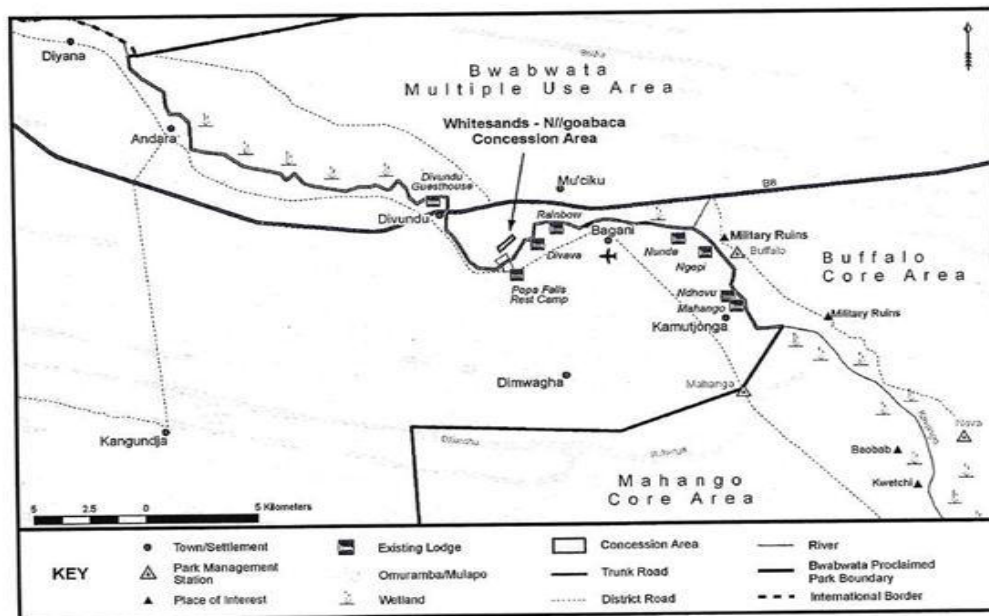 Diyana
Bwabwata
Multiple Use Area
Whitesands - N//goabaca
Concession Area
Andara
Divundu
Guesthouse
Mu'ciku
B8
Divundu
Rainbow
Bagani
Divava
Nunda
Ngepi
Military Ruins
Buffalo
Buffalo
Core Area
Popa Falls
Rest Camp
Ndhovu
Mahango
Kamutjonga
Military Ruins
Dimwagha
Mahango
Kangundja
Nova
Baobab
Kwetchi
Mahango
Core Area
5 2.5 0 5 Kilometers
KEY
Town/Settlement
Park Management
Station
Place of Interest
Existing Lodge
Omuramba/Mulapo
Wetland
Concession Area
Trunk Road
District Road
River
Bwabwata Proclaimed
Park Boundary
International Border